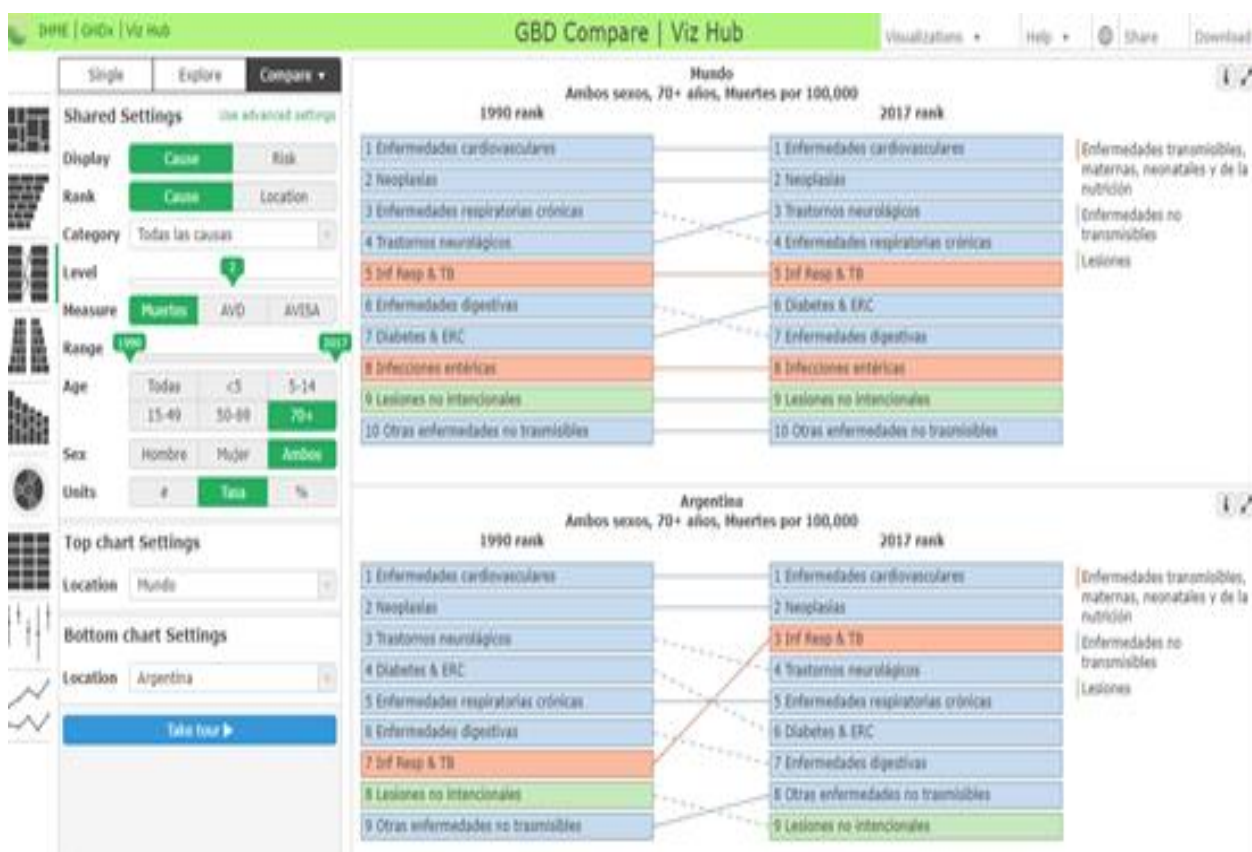 IHME | GHDx | Viz Hub
GBD Compare | Viz Hub
Visualizations
Help
Share
Download
Single
Explore
Compare
Shared Settings
Use advanced settings
Display
Cause
Risk
Rank
Cause
Location
Category
Todas las causas
Level
2
Measure
Muertes
AVD
AVISA
Range
1990
2017
Age
Todas
<5
5-14
15-49
50-69
70+
Sex
Hombre
Mujer
Ambos
Units
#
Tasa
%
Top chart Settings
Location
Mundo
Bottom chart Settings
Location
Argentina
Take tour
Mundo
Ambos sexos, 70+ años, Muertes por 100,000
1990 rank
2017 rank
1 Enfermedades cardiovasculares
2 Neoplasias
3 Enfermedades respiratorias crónicas
4 Trastornos neurológicos
5 Inf Resp & TB
6 Enfermedades digestivas
7 Diabetes & ERC
8 Infecciones entéricas
9 Lesiones no intencionales
10 Otras enfermedades no trasmisibles
1 Enfermedades cardiovasculares
2 Neoplasias
3 Trastornos neurológicos
4 Enfermedades respiratorias crónicas
5 Inf Resp & TB
6 Diabetes & ERC
7 Enfermedades digestivas
8 Infecciones entéricas
9 Lesiones no intencionales
10 Otras enfermedades no trasmisibles
Enfermedades transmisibles,
maternas, neonatales y de la
nutrición
Enfermedades no
transmisibles
Lesiones
Argentina
Ambos sexos, 70+ años, Muertes por 100,000
1990 rank
2017 rank
1 Enfermedades cardiovasculares
2 Neoplasias
3 Trastornos neurológicos
4 Diabetes & ERC
5 Enfermedades respiratorias crónicas
6 Enfermedades digestivas
7 Inf Resp & TB
8 Lesiones no intencionales
9 Otras enfermedades no trasmisibles
1 Enfermedades cardiovasculares
2 Neoplasias
3 Inf Resp & TB
4 Trastornos neurológicos
5 Enfermedades respiratorias crónicas
6 Diabetes & ERC
7 Enfermedades digestivas
8 Otras enfermedades no trasmisibles
9 Lesiones no intencionales
Enfermedades transmisibles,
maternas, neonatales y de la
nutrición
Enfermedades no
transmisibles
Lesiones